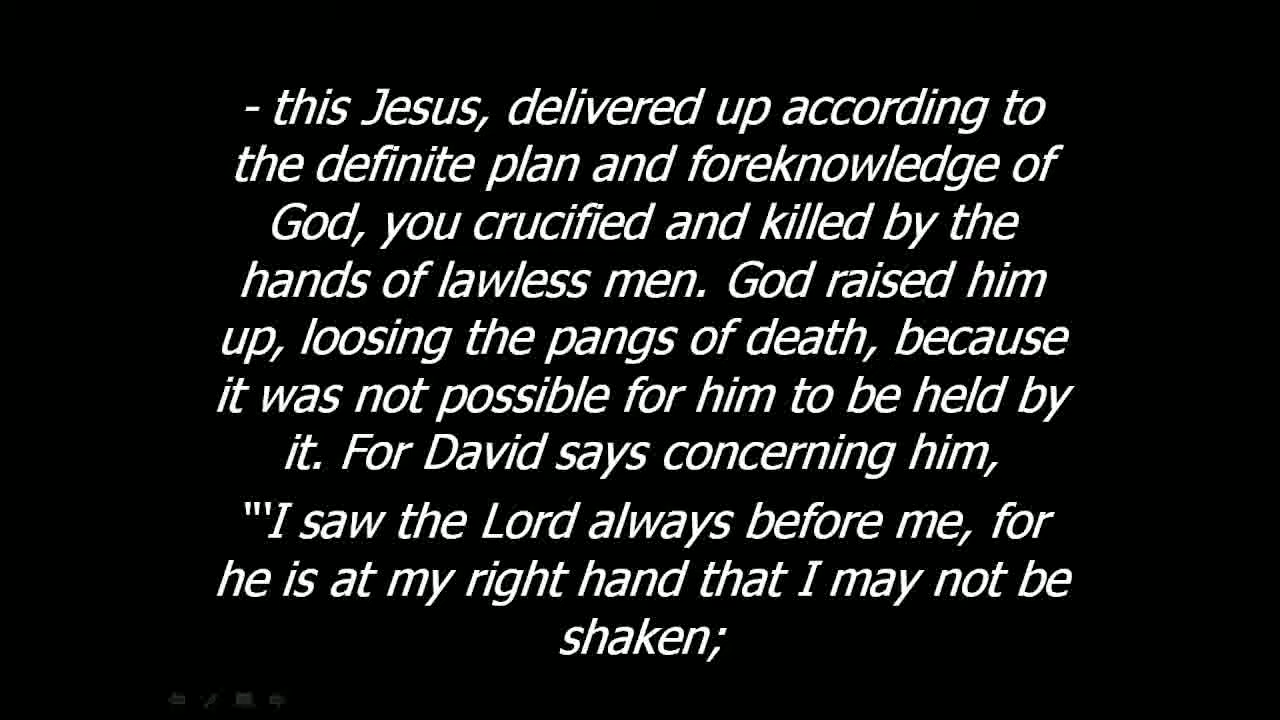 - this Jesus, delivered up according to
the definite plan and foreknowledge of
God, you crucified and killed by the
hands of lawless men. God raised him
up, loosing the pangs of death, because
it was not possible for him to be held by
it. For David says concerning him,
"'I saw the Lord always before me, for
he is at my right hand that I may not be
shaken;